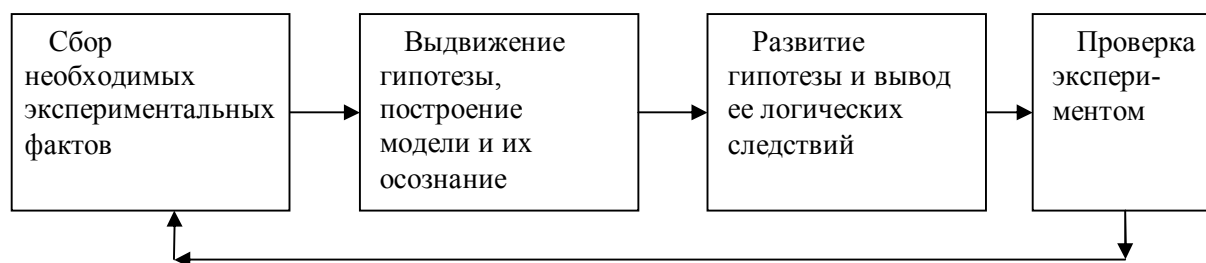 Сбор
необходимых
экспериментальных
фактов
Выдвижение
гипотезы,
построение
модели и их
осознание
Развитие
гипотезы и вывод
ее логических
следствий
Проверка
экспери-
ментом